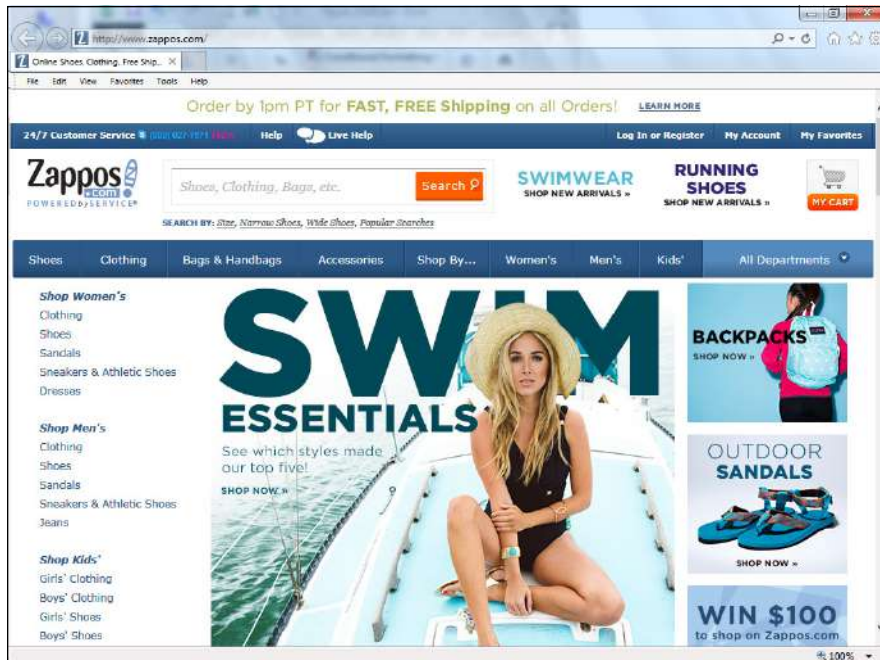 http://www.zappos.com/
Online Shoes, Clothing, Free Ship...
File Edit View Favorites Tools Help
Order by 1pm PT for FAST, FREE Shipping on all Orders! LEARN MORE
24/7 Customer Service Help Live Help Log In or Register My Account My Favorites
Zappos
.com
POWERED by SERVICE®
Shoes, Clothing, Bags, etc.
Search
SWIMWEAR
SHOP NEW ARRIVALS »
RUNNING
SHOES
SHOP NEW ARRIVALS »
MY CART
SEARCH BY: Size, Narrow Shoes, Wide Shoes, Popular Searches
Shoes Clothing Bags & Handbags Accessories Shop By... Women's Men's Kids' All Departments
Shop Women's
Clothing
Shoes
Sandals
Sneakers & Athletic Shoes
Dresses
Shop Men's
Clothing
Shoes
Sandals
Sneakers & Athletic Shoes
Jeans
Shop Kids'
Girls' Clothing
Boys' Clothing
Girls' Shoes
Boys' Shoes
SWIM
ESSENTIALS
See which styles made
our top five!
SHOP NOW »
BACKPACKS
SHOP NOW »
OUTDOOR
SANDALS
SHOP NOW »
WIN $100
to shop on Zappos.com
100%